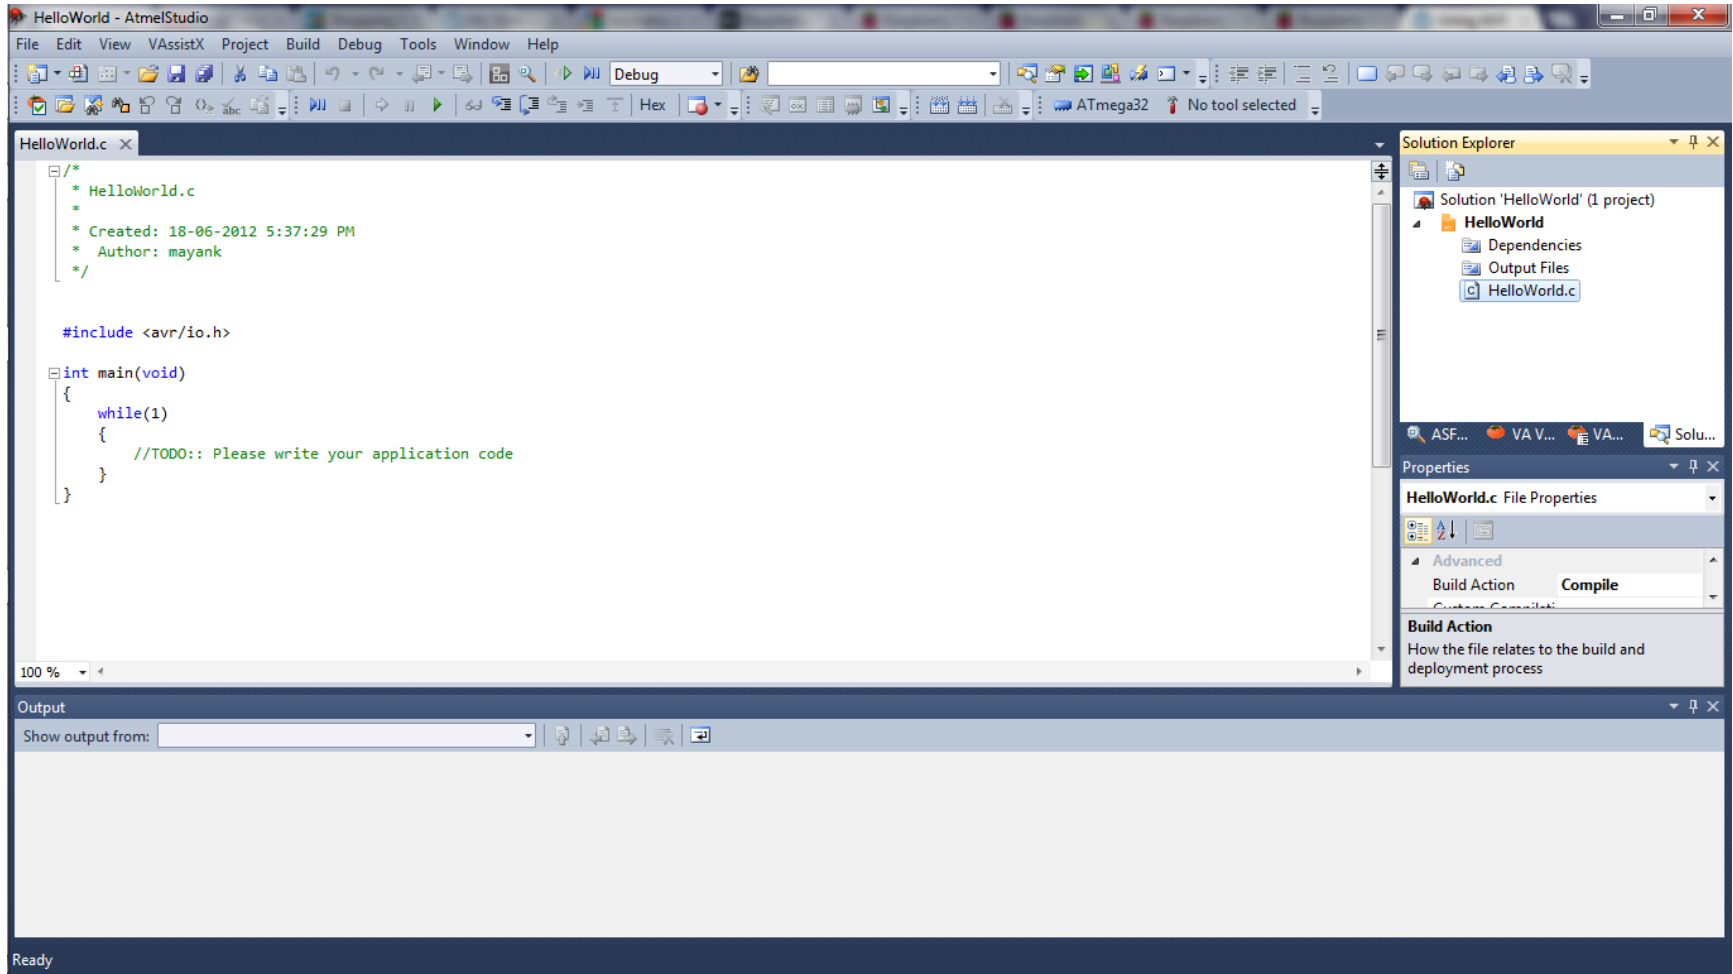 HelloWorld - AtmelStudio
File Edit View VAssistX Project Build Debug Tools Window Help
Debug
Hex ATmega32 No tool selected
HelloWorld.c
/*
* HelloWorld.c
*
* Created: 18-06-2012 5:37:29 PM
* Author: mayank
*/
#include <avr/io.h>
int main(void)
{
while(1)
{
//TODO:: Please write your application code
}
}
100 %
Solution Explorer
Solution 'HelloWorld' (1 project)
HelloWorld
Dependencies
Output Files
HelloWorld.c
ASF... VA V... VA... Solu...
Properties
HelloWorld.c File Properties
Advanced
Build Action Compile
Build Action
How the file relates to the build and
deployment process
Output
Show output from:
Ready